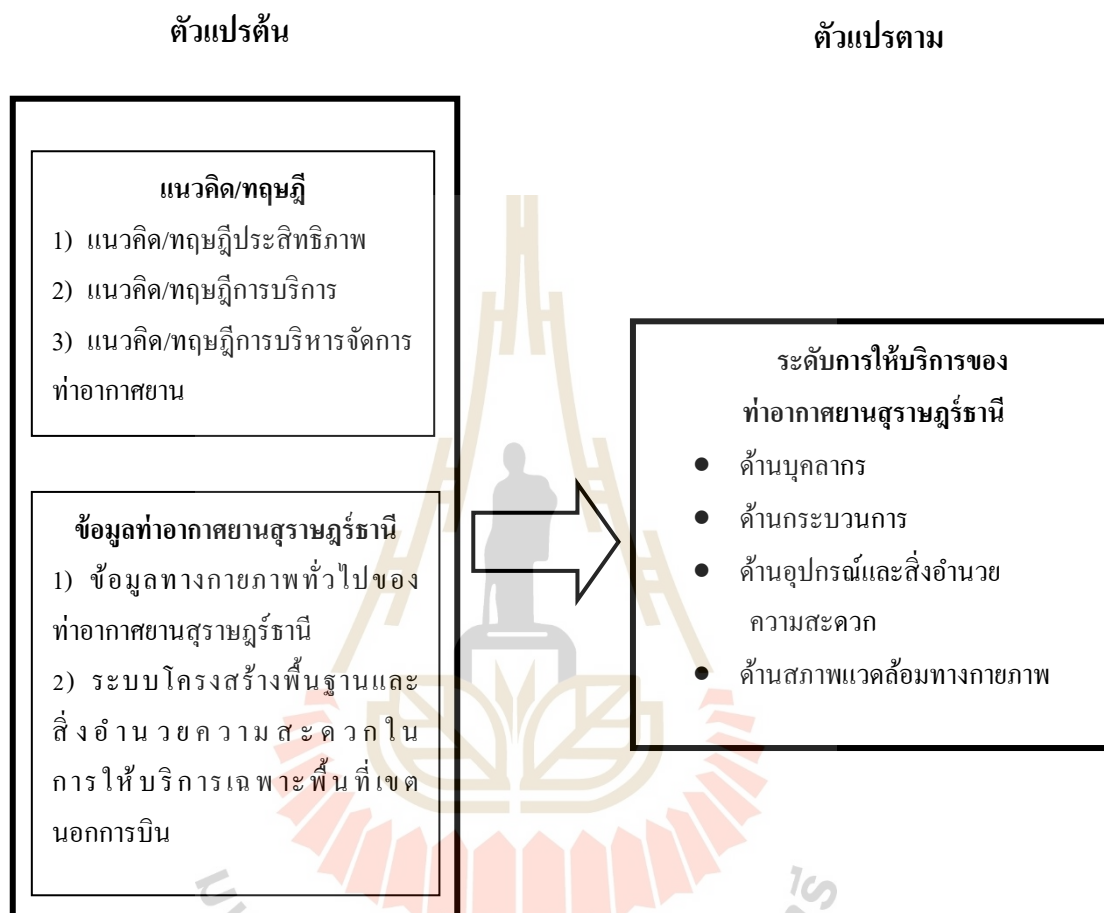 ตัวแปรต้น
ตัวแปรตาม
แนวคิด/ทฤษฎี
1) แนวคิด/ทฤษฎีประสิทธิภาพ
2) แนวคิด/ทฤษฎีการบริการ
3) แนวคิด/ทฤษฎีการบริหารจัดการ
ท่าอากาศยาน
ข้อมูลท่าอากาศยานสุราษฎร์ธานี
1) ข้อมูลทางกายภาพทั่วไปของ
ท่าอากาศยานสุราษฎร์ธานี
2) ระบบโครงสร้างพื้นฐานและ
สิ่งอำนวยความสะดวกใน
การให้บริการเฉพาะพื้นที่เขต
นอกการบิน
ระดับการให้บริการของ
ท่าอากาศยานสุราษฎร์ธานี
● ด้านบุคลากร
● ด้านกระบวนการ
● ด้านอุปกรณ์และสิ่งอำนวย
ความสะดวก
● ด้านสภาพแวดล้อมทางกายภาพ